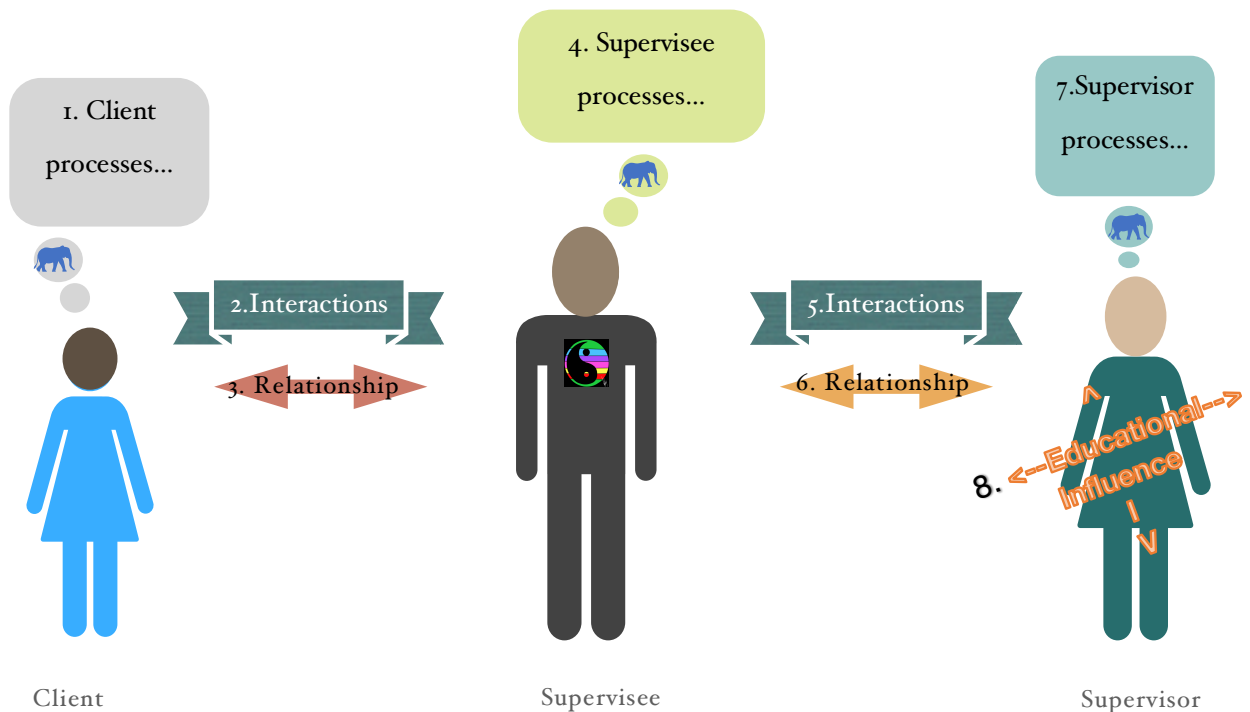 1. Client
processes...
4. Supervisee
processes...
7.Supervisor
processes...
2.Interactions
3. Relationship
5.Interactions
6. Relationship
8. <--Educational-->
Influence
Client
Supervisee
Supervisor